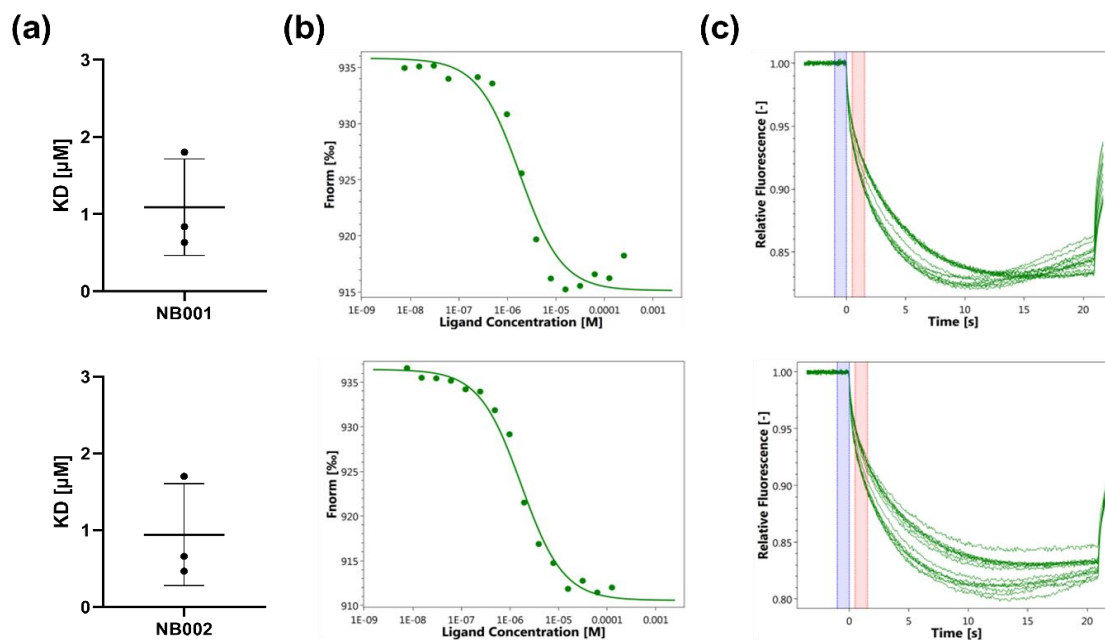 (a)
(b)
(c)
KD [µM]
3
2
1
0
NB001
Fnorm [‰]
935
930
925
920
915
1E-09
1E-08
1E-07
1E-06
1E-05
0.0001
0.001
Ligand Concentration [M]
Relative Fluorescence [-]
1.00
0.95
0.90
0.85
0
5
10
15
20
Time [s]
KD [µM]
3
2
1
0
NB002
Fnorm [‰]
935
930
925
920
915
910
1E-09
1E-08
1E-07
1E-06
1E-05
0.0001
0.001
Ligand Concentration [M]
Relative Fluorescence [-]
1.00
0.95
0.90
0.85
0.80
0
5
10
15
20
Time [s]